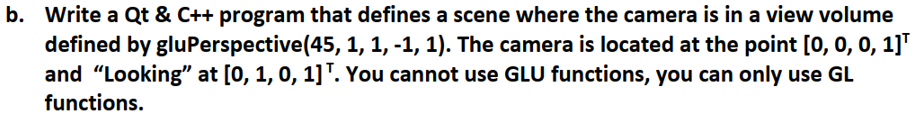 b. Write a Qt & C++ program that defines a scene where the camera is in a view volume
defined by gluPerspective(45, 1, 1, -1, 1). The camera is located at the point [0, 0, 0, 1]ᵀ
and “Looking” at [0, 1, 0, 1]ᵀ. You cannot use GLU functions, you can only use GL
functions.